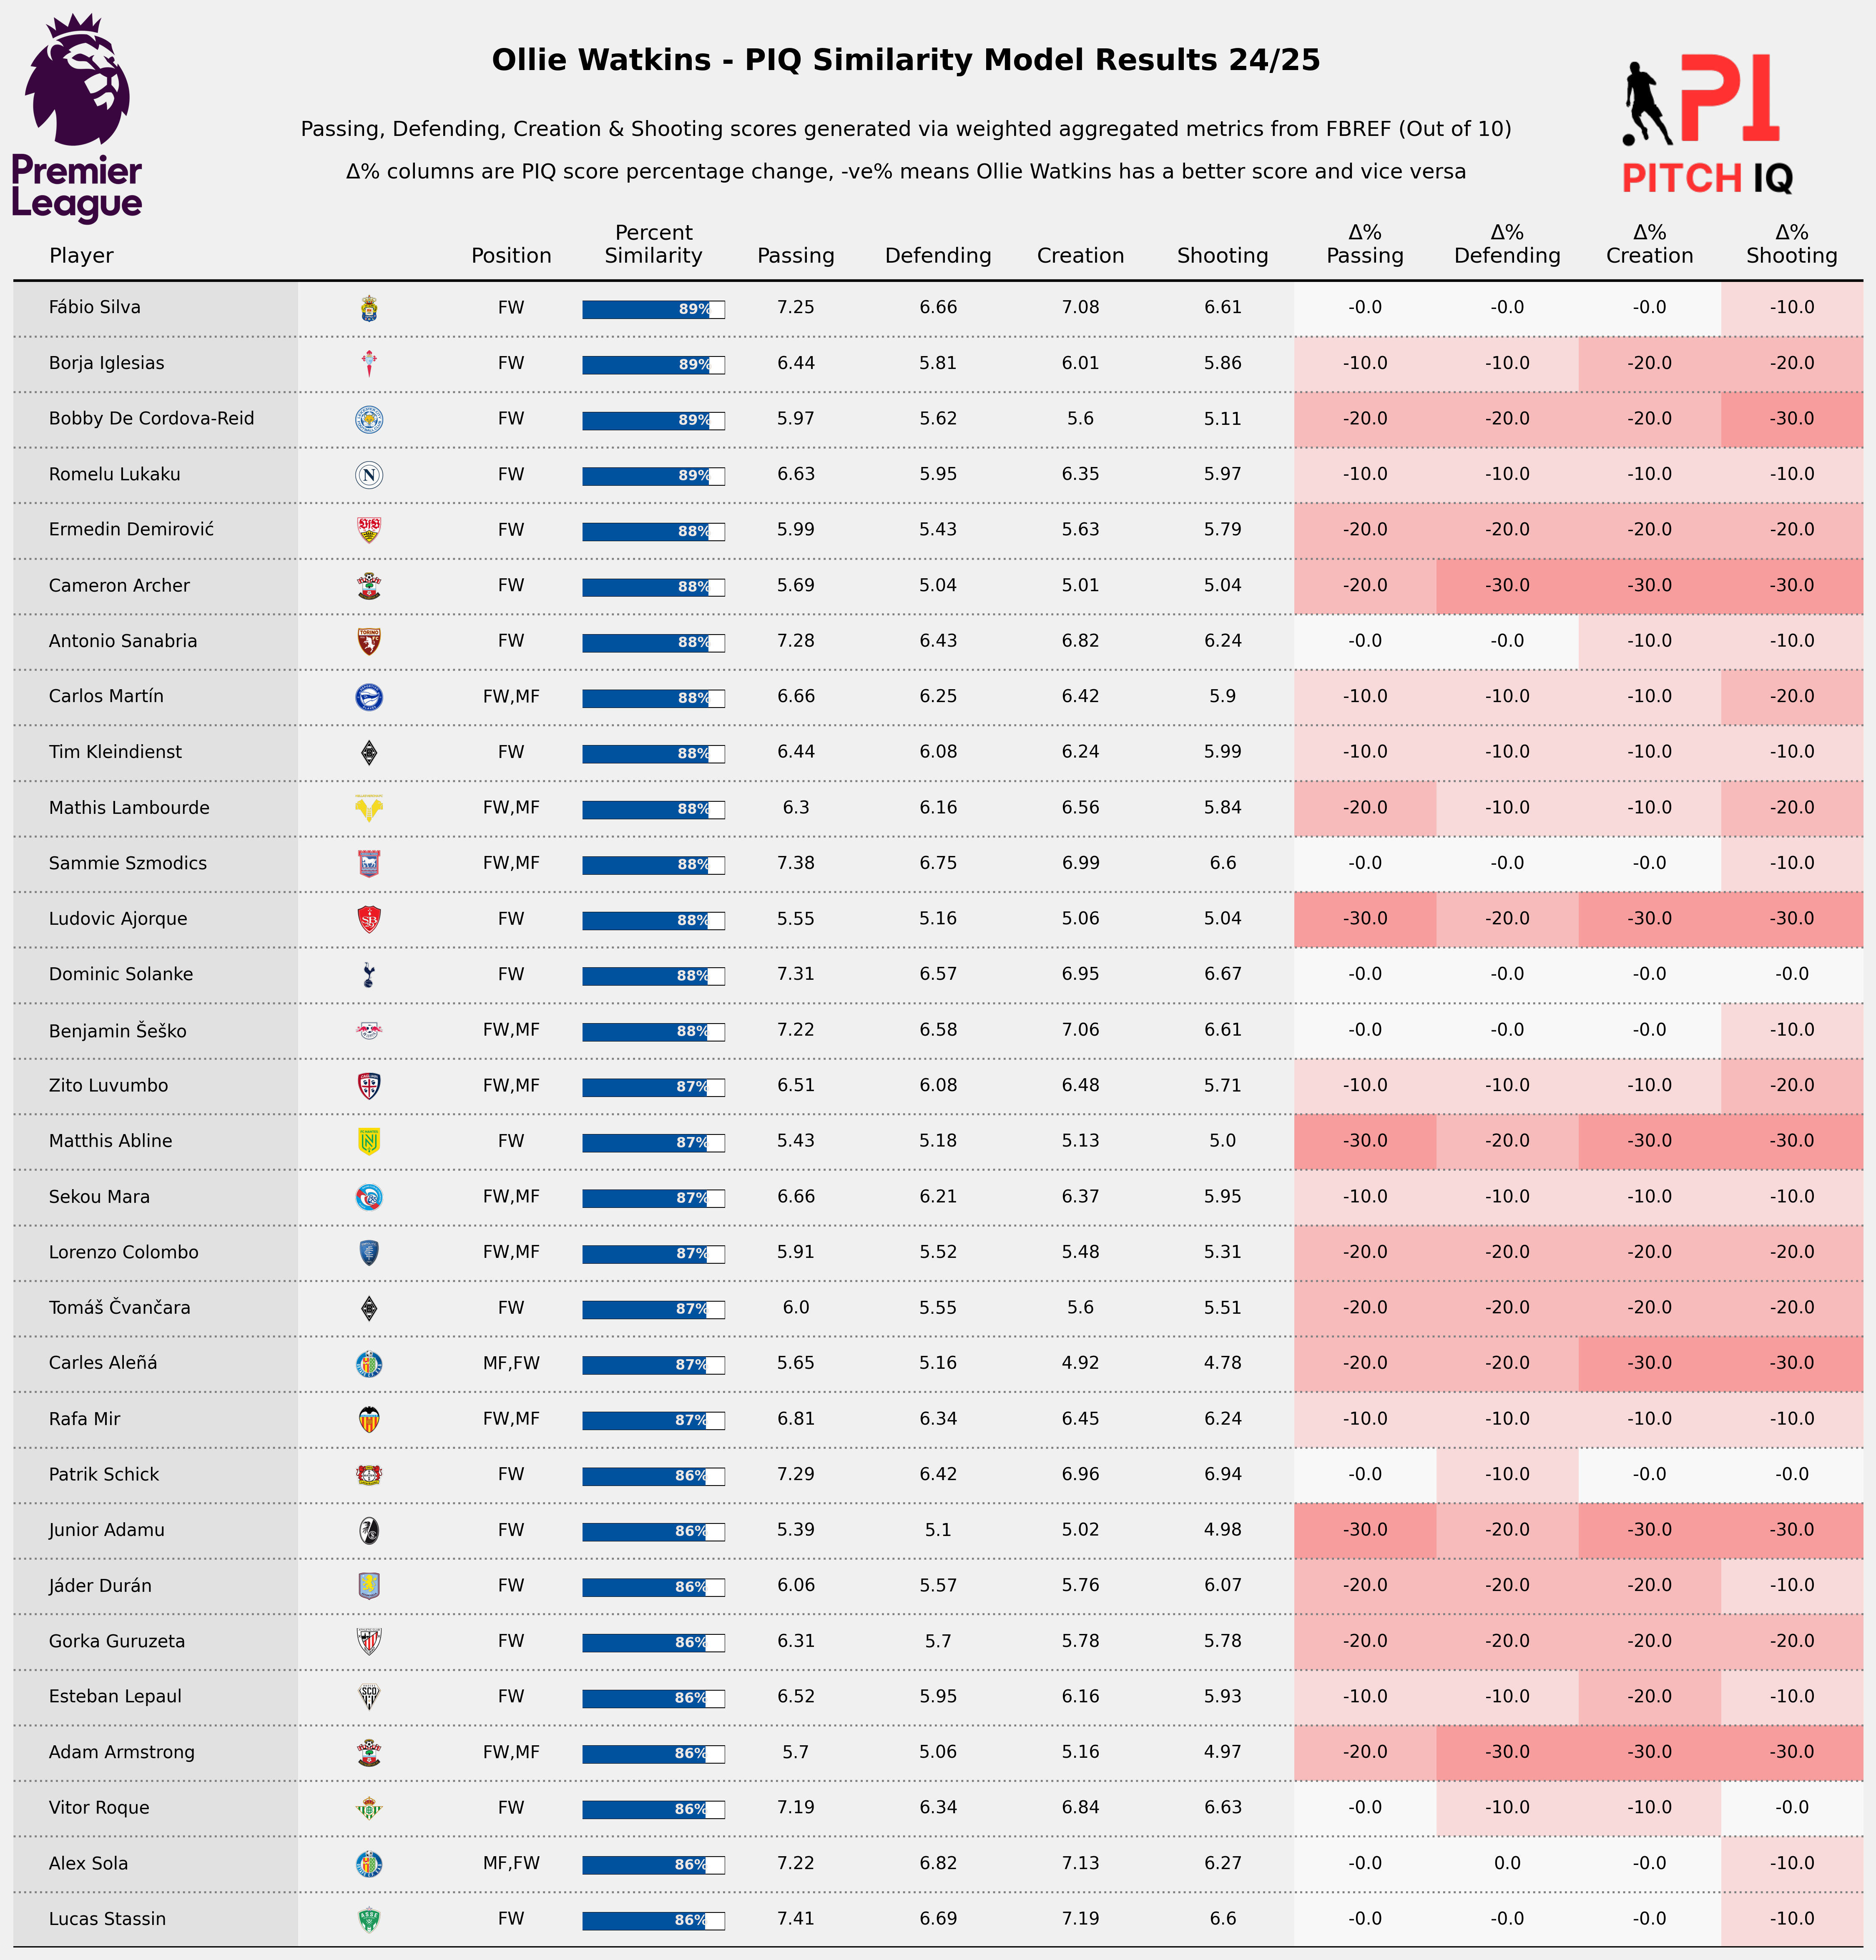 Premier
League
Ollie Watkins - PIQ Similarity Model Results 24/25
Passing, Defending, Creation & Shooting scores generated via weighted aggregated metrics from FBREF (Out of 10)
Δ% columns are PIQ score percentage change, -ve% means Ollie Watkins has a better score and vice versa
PI
PITCH IQ
Player Position Percent Similarity Passing Defending Creation Shooting Δ% Passing Δ% Defending Δ% Creation Δ% Shooting
Fábio Silva FW 89% 7.25 6.66 7.08 6.61 -0.0 -0.0 -0.0 -10.0
Borja Iglesias FW 89% 6.44 5.81 6.01 5.86 -10.0 -10.0 -20.0 -20.0
Bobby De Cordova-Reid FW 89% 5.97 5.62 5.6 5.11 -20.0 -20.0 -20.0 -30.0
Romelu Lukaku FW 89% 6.63 5.95 6.35 5.97 -10.0 -10.0 -10.0 -10.0
Ermedin Demirović FW 88% 5.99 5.43 5.63 5.79 -20.0 -20.0 -20.0 -20.0
Cameron Archer FW 88% 5.69 5.04 5.01 5.04 -20.0 -30.0 -30.0 -30.0
Antonio Sanabria FW 88% 7.28 6.43 6.82 6.24 -0.0 -0.0 -10.0 -10.0
Carlos Martín FW,MF 88% 6.66 6.25 6.42 5.9 -10.0 -10.0 -10.0 -20.0
Tim Kleindienst FW 88% 6.44 6.08 6.24 5.99 -10.0 -10.0 -10.0 -10.0
Mathis Lambourde FW,MF 88% 6.3 6.16 6.56 5.84 -20.0 -10.0 -10.0 -20.0
Sammie Szmodics FW,MF 88% 7.38 6.75 6.99 6.6 -0.0 -0.0 -0.0 -10.0
Ludovic Ajorque FW 88% 5.55 5.16 5.06 5.04 -30.0 -20.0 -30.0 -30.0
Dominic Solanke FW 88% 7.31 6.57 6.95 6.67 -0.0 -0.0 -0.0 -0.0
Benjamin Šeško FW,MF 88% 7.22 6.58 7.06 6.61 -0.0 -0.0 -0.0 -10.0
Zito Luvumbo FW,MF 87% 6.51 6.08 6.48 5.71 -10.0 -10.0 -10.0 -20.0
Matthis Abline FW 87% 5.43 5.18 5.13 5.0 -30.0 -20.0 -30.0 -30.0
Sekou Mara FW,MF 87% 6.66 6.21 6.37 5.95 -10.0 -10.0 -10.0 -10.0
Lorenzo Colombo FW,MF 87% 5.91 5.52 5.48 5.31 -20.0 -20.0 -20.0 -20.0
Tomáš Čvančara FW 87% 6.0 5.55 5.6 5.51 -20.0 -20.0 -20.0 -20.0
Carles Aleñá MF,FW 87% 5.65 5.16 4.92 4.78 -20.0 -20.0 -30.0 -30.0
Rafa Mir FW,MF 87% 6.81 6.34 6.45 6.24 -10.0 -10.0 -10.0 -10.0
Patrik Schick FW 86% 7.29 6.42 6.96 6.94 -0.0 -10.0 -0.0 -0.0
Junior Adamu FW 86% 5.39 5.1 5.02 4.98 -30.0 -20.0 -30.0 -30.0
Jáder Durán FW 86% 6.06 5.57 5.76 6.07 -20.0 -20.0 -20.0 -10.0
Gorka Guruzeta FW 86% 6.31 5.7 5.78 5.78 -20.0 -20.0 -20.0 -20.0
Esteban Lepaul FW 86% 6.52 5.95 6.16 5.93 -10.0 -10.0 -20.0 -10.0
Adam Armstrong FW,MF 86% 5.7 5.06 5.16 4.97 -20.0 -30.0 -30.0 -30.0
Vitor Roque FW 86% 7.19 6.34 6.84 6.63 -0.0 -10.0 -10.0 -0.0
Alex Sola MF,FW 86% 7.22 6.82 7.13 6.27 -0.0 0.0 -0.0 -10.0
Lucas Stassin FW 86% 7.41 6.69 7.19 6.6 -0.0 -0.0 -0.0 -10.0